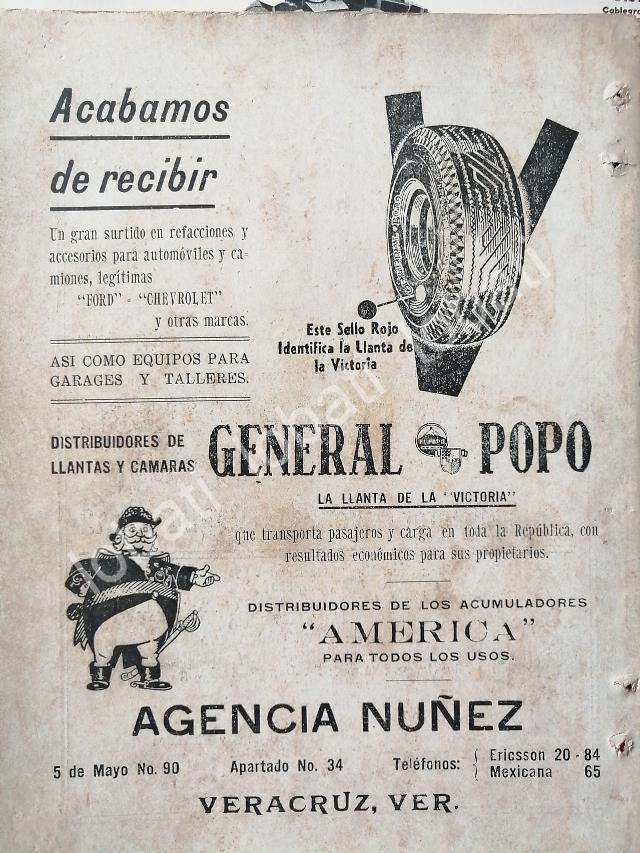 Cablegra
Acabamos
de recibir
Un gran surtido en refacciones y
accesorios para automóviles y ca-
miones, legítimas
"FORD" - "CHEVROLET"
y otras marcas.
ASI COMO EQUIPOS PARA
GARAGES Y TALLERES.
Este Sello Rojo
Identifica la Llanta de
la Victoria
DISTRIBUIDORES DE
LLANTAS Y CAMARAS
GENERAL POPO
LA LLANTA DE LA "VICTORIA"
que transporta pasajeros y carga en toda la República, con
resultados económicos para sus propietarios.
DISTRIBUIDORES DE LOS ACUMULADORES
"AMERICA"
PARA TODOS LOS USOS.
AGENCIA NUÑEZ
5 de Mayo No. 90 Apartado No. 34 Teléfonos: Ericsson 20-84
Mexicana 65
VERACRUZ, VER.